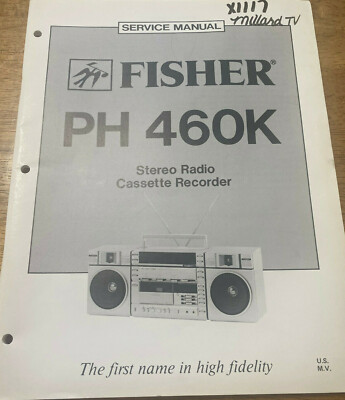 X1117
Millard TV
SERVICE MANUAL
FISHER®
PH 460K
Stereo Radio
Cassette Recorder
The first name in high fidelity
U.S.
M.V.